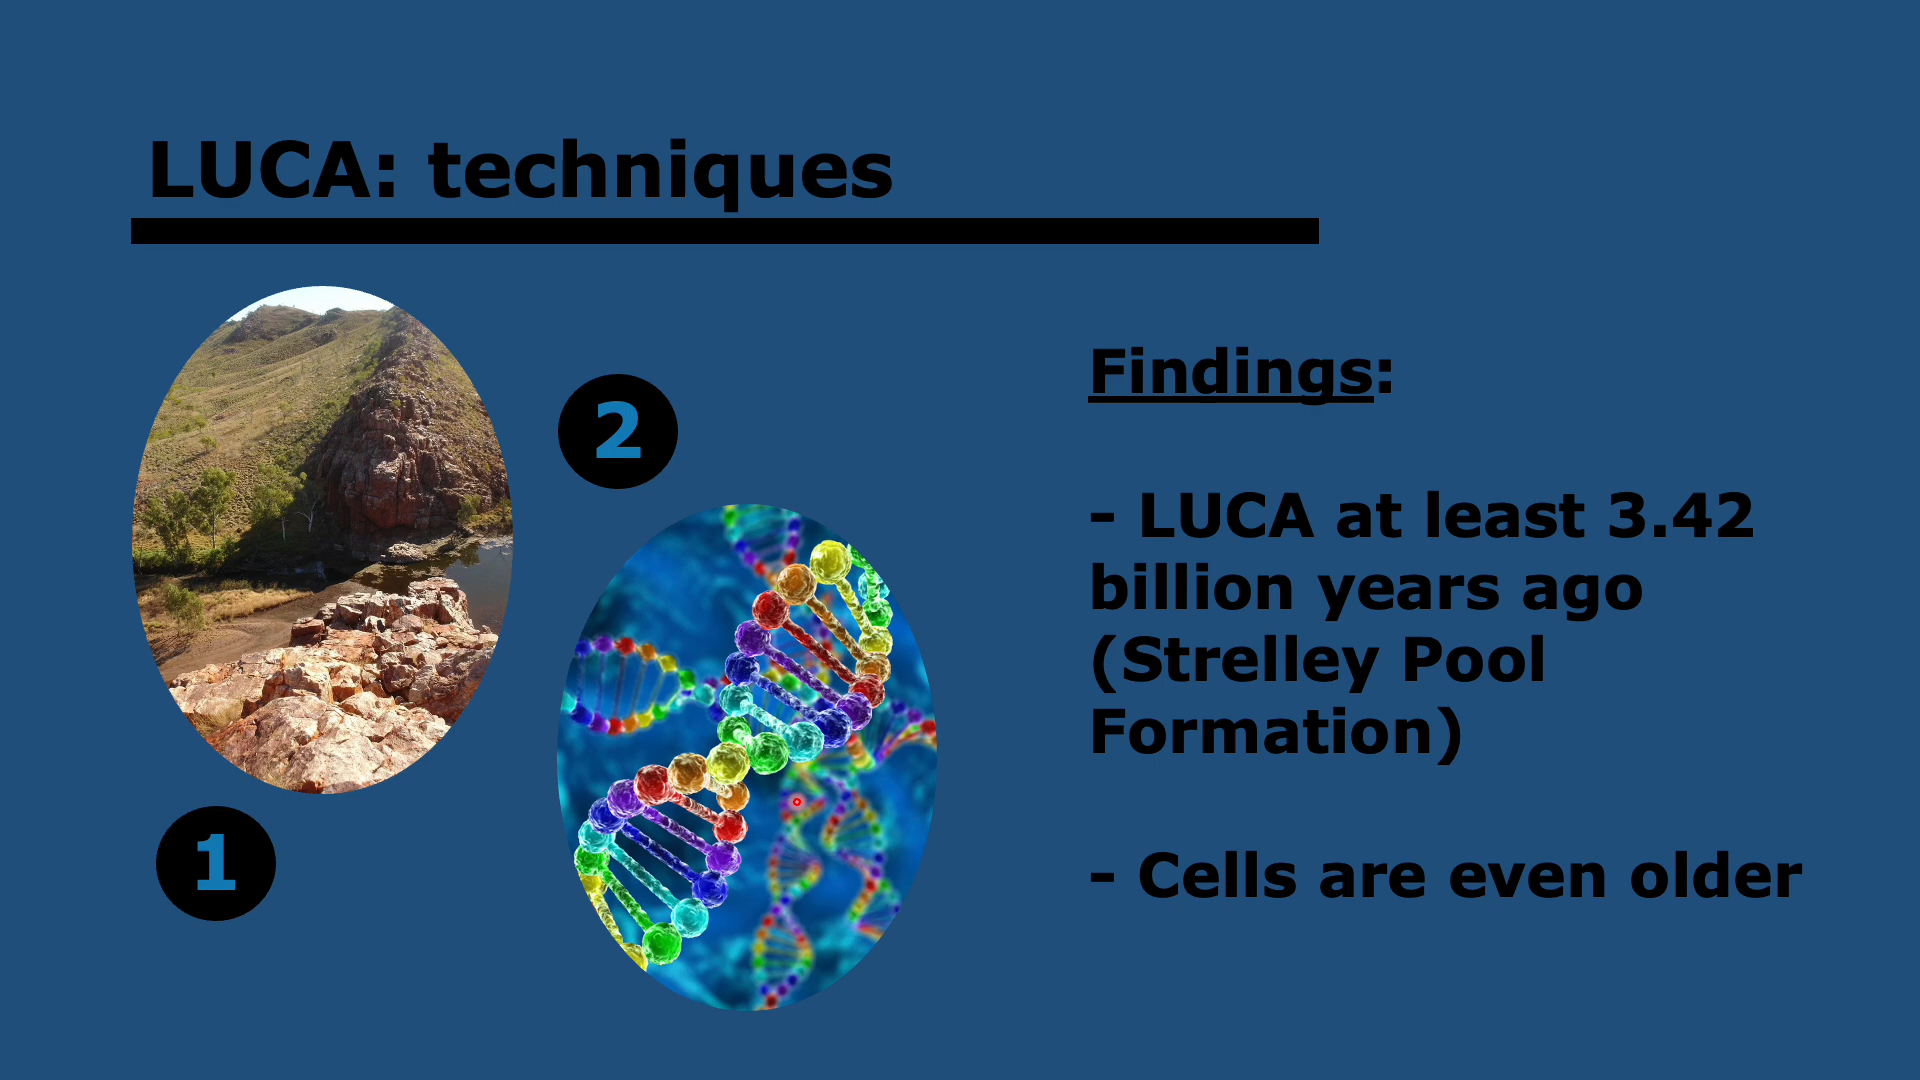 LUCA: techniques
1
2
Findings:
- LUCA at least 3.42
billion years ago
(Strelley Pool
Formation)
- Cells are even older